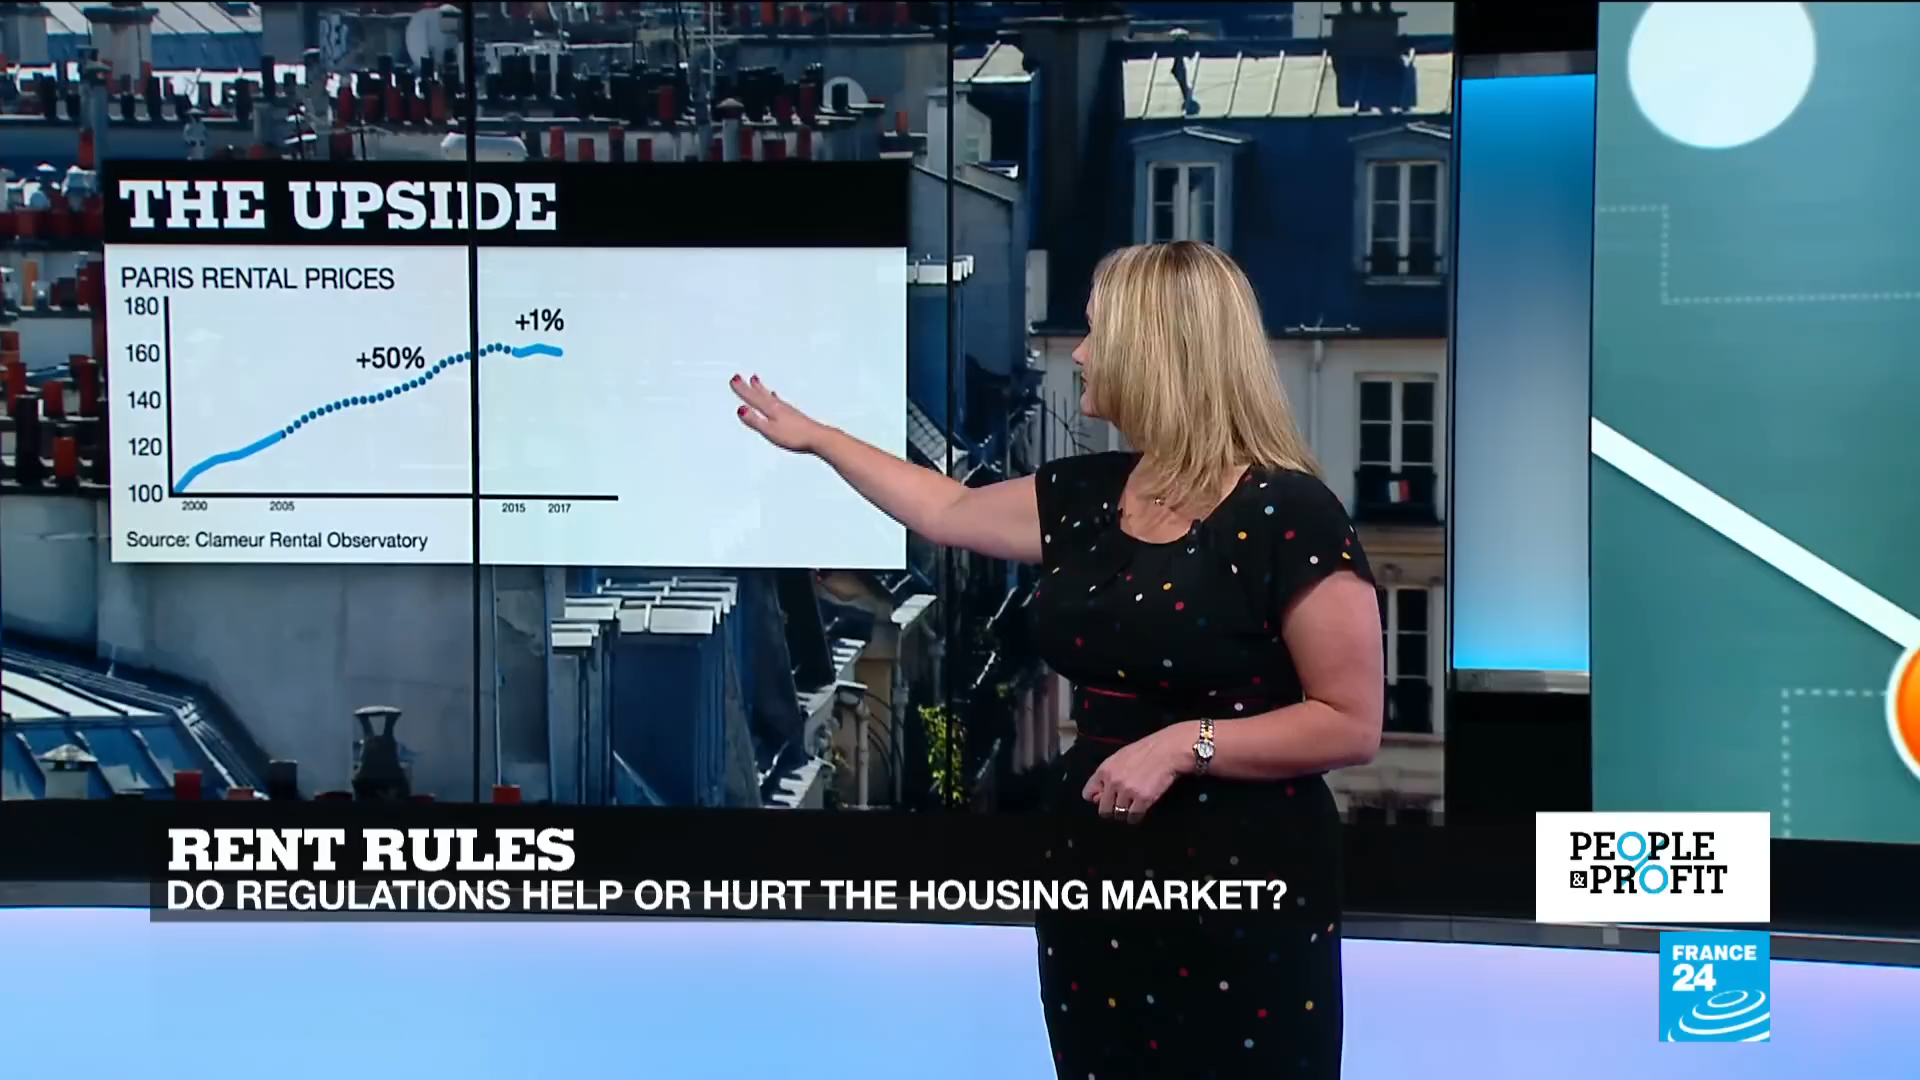 THE UPSIDE
PARIS RENTAL PRICES
180
160
140
120
100
+50%
+1%
2000
2005
2015
2017
Source: Clameur Rental Observatory
RENT RULES
DO REGULATIONS HELP OR HURT THE HOUSING MARKET?
PEOPLE
&PROFIT
FRANCE
24